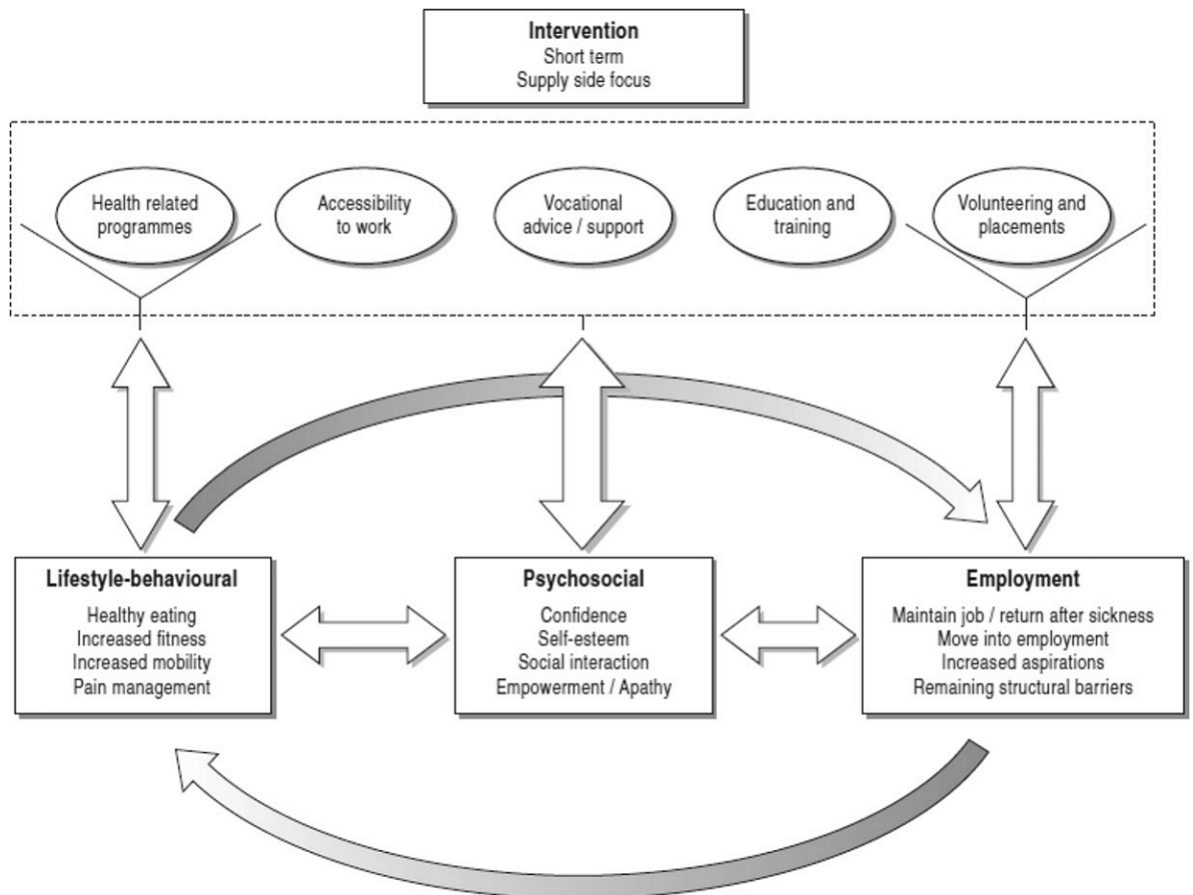 Intervention
Short term
Supply side focus
Health related
programmes
Accessibility
to work
Vocational
advice / support
Education and
training
Volunteering and
placements
Lifestyle-behavioural
Healthy eating
Increased fitness
Increased mobility
Pain management
Psychosocial
Confidence
Self-esteem
Social interaction
Empowerment / Apathy
Employment
Maintain job / return after sickness
Move into employment
Increased aspirations
Remaining structural barriers